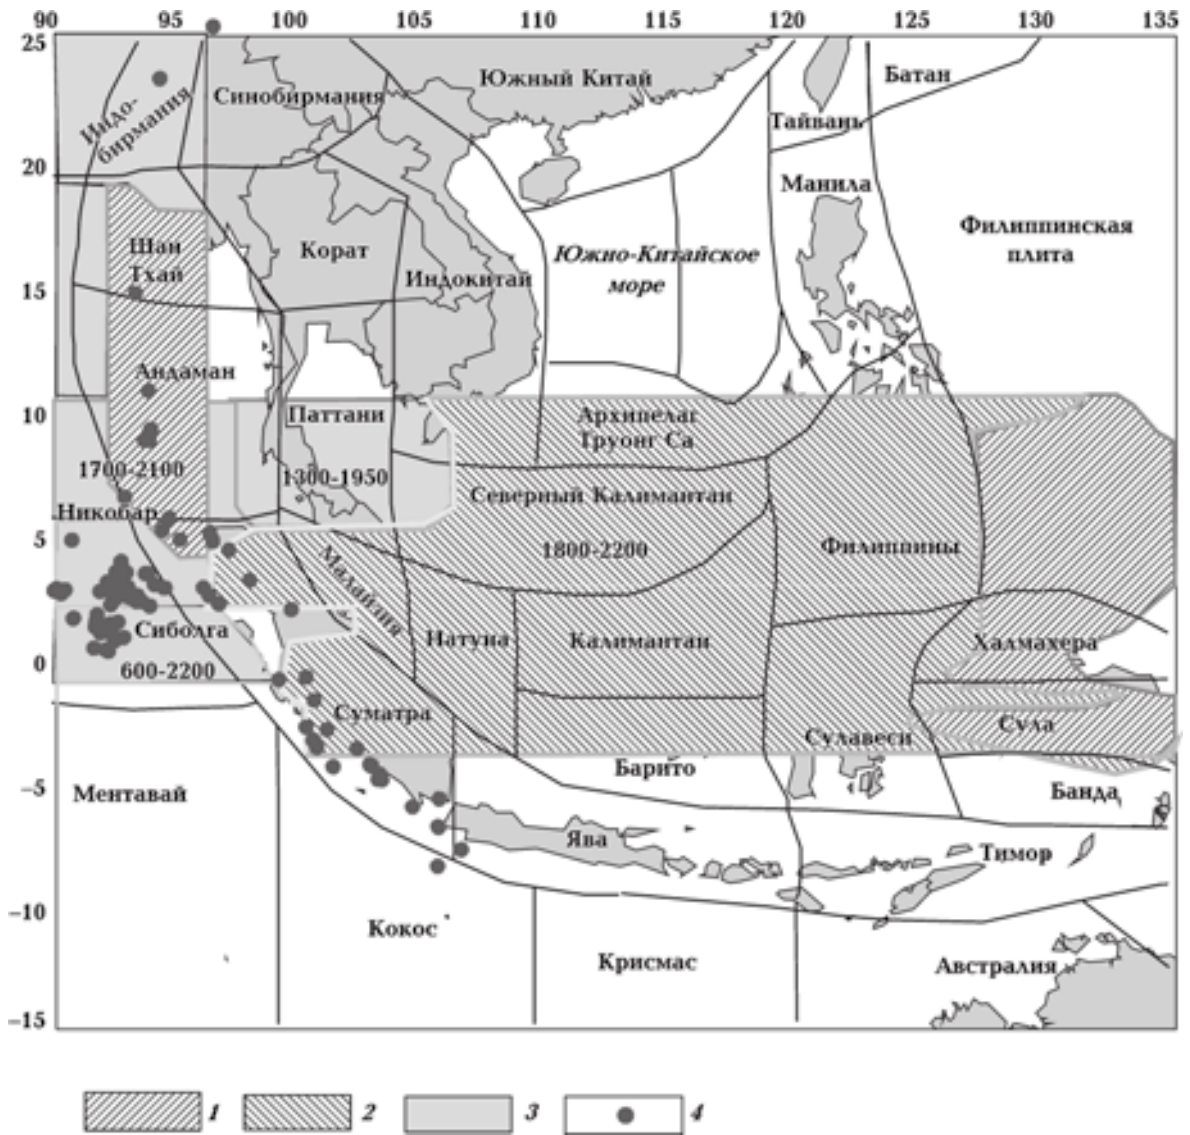 90 95 100 105 110 115 120 125 130 135
25
20
15
10
5
0
−5
−10
−15
Индо-
бирмания
Синобирмания
Южный Китай
Батан
Тайвань
Манила
Филиппинская
плита
Шан
Тхай
Корат
Индокитай
Южно-Китайское
море
Андаман
Паттани
Архипелаг
Труонг Са
1700-2100
1300-1950
Северный Калимантан
Никобар
1800-2200
Филиппины
Малайзия
Сиболга
600-2200
Натуна
Калимантан
Халмахера
Суматра
Сулавеси
Сула
Ментавай
Барито
Банда
Ява
Тимор
Кокос
Крисмас
Австралия
1 2 3 4